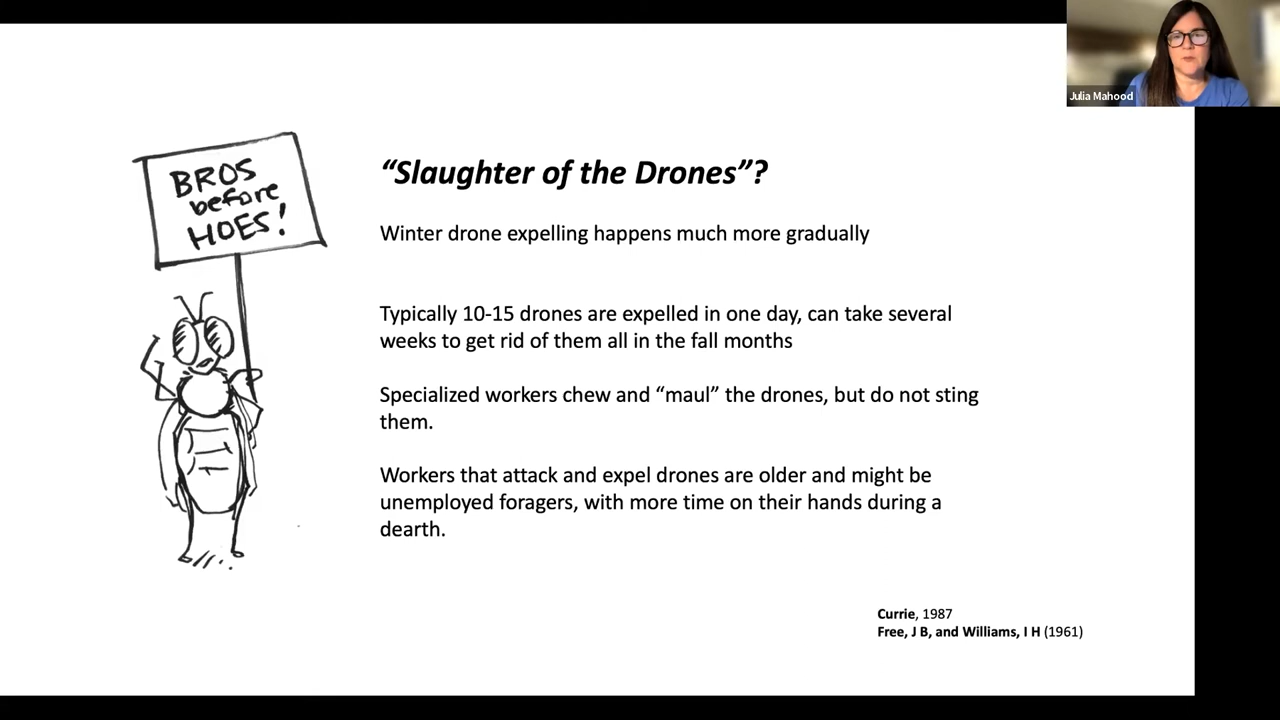 Julia Mahood
BROS
before
HOES!
“Slaughter of the Drones”?
Winter drone expelling happens much more gradually
Typically 10-15 drones are expelled in one day, can take several
weeks to get rid of them all in the fall months
Specialized workers chew and “maul” the drones, but do not sting
them.
Workers that attack and expel drones are older and might be
unemployed foragers, with more time on their hands during a
dearth.
Currie, 1987
Free, J B, and Williams, I H (1961)